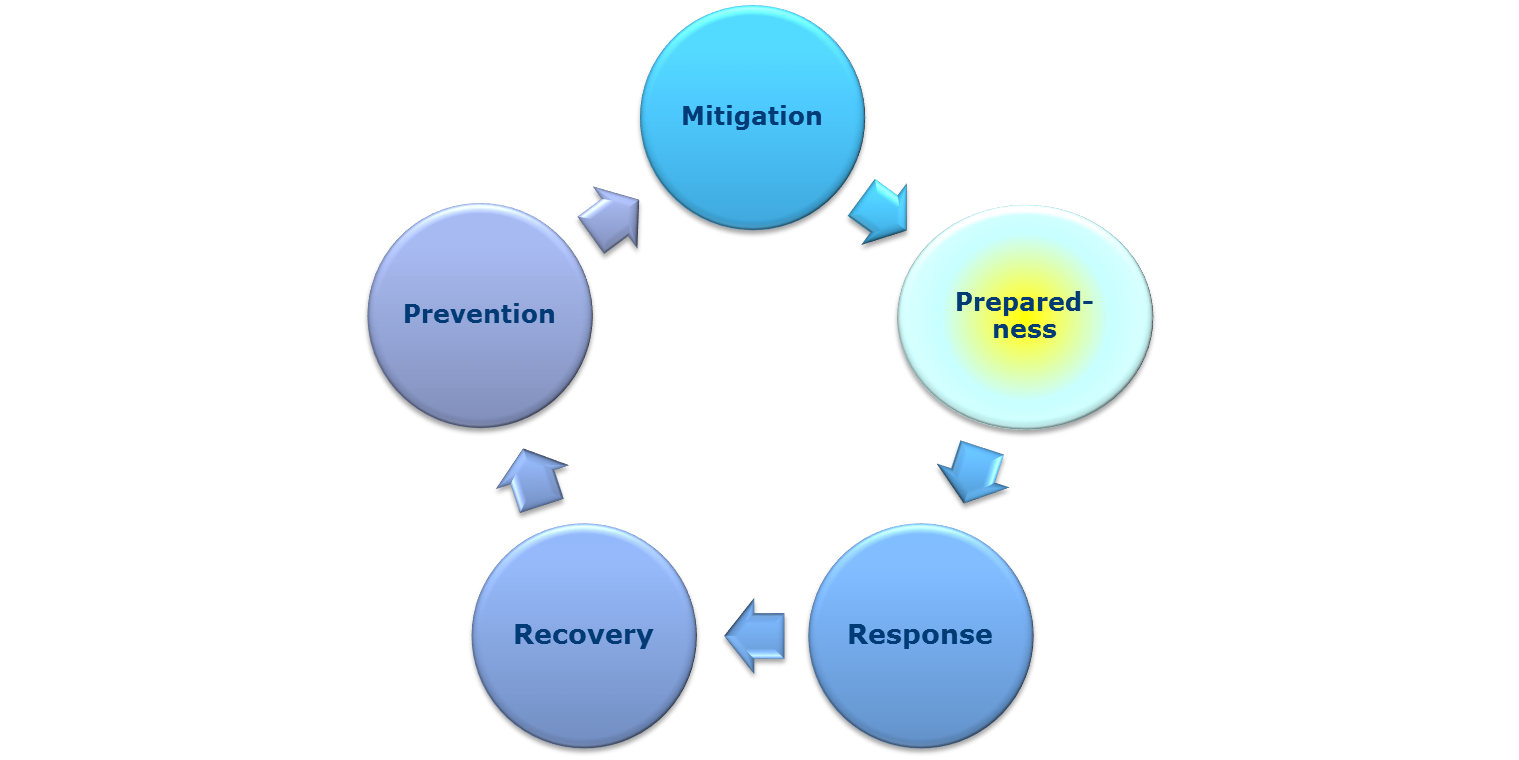 Mitigation
Prepared-
ness
Response
Recovery
Prevention